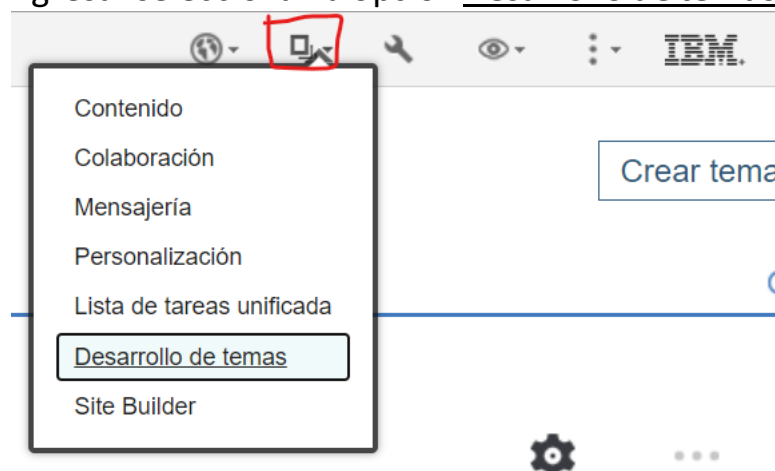 IBM.
Contenido
Colaboración
Mensajería
Personalización
Lista de tareas unificada
Desarrollo de temas
Site Builder
Crear tema